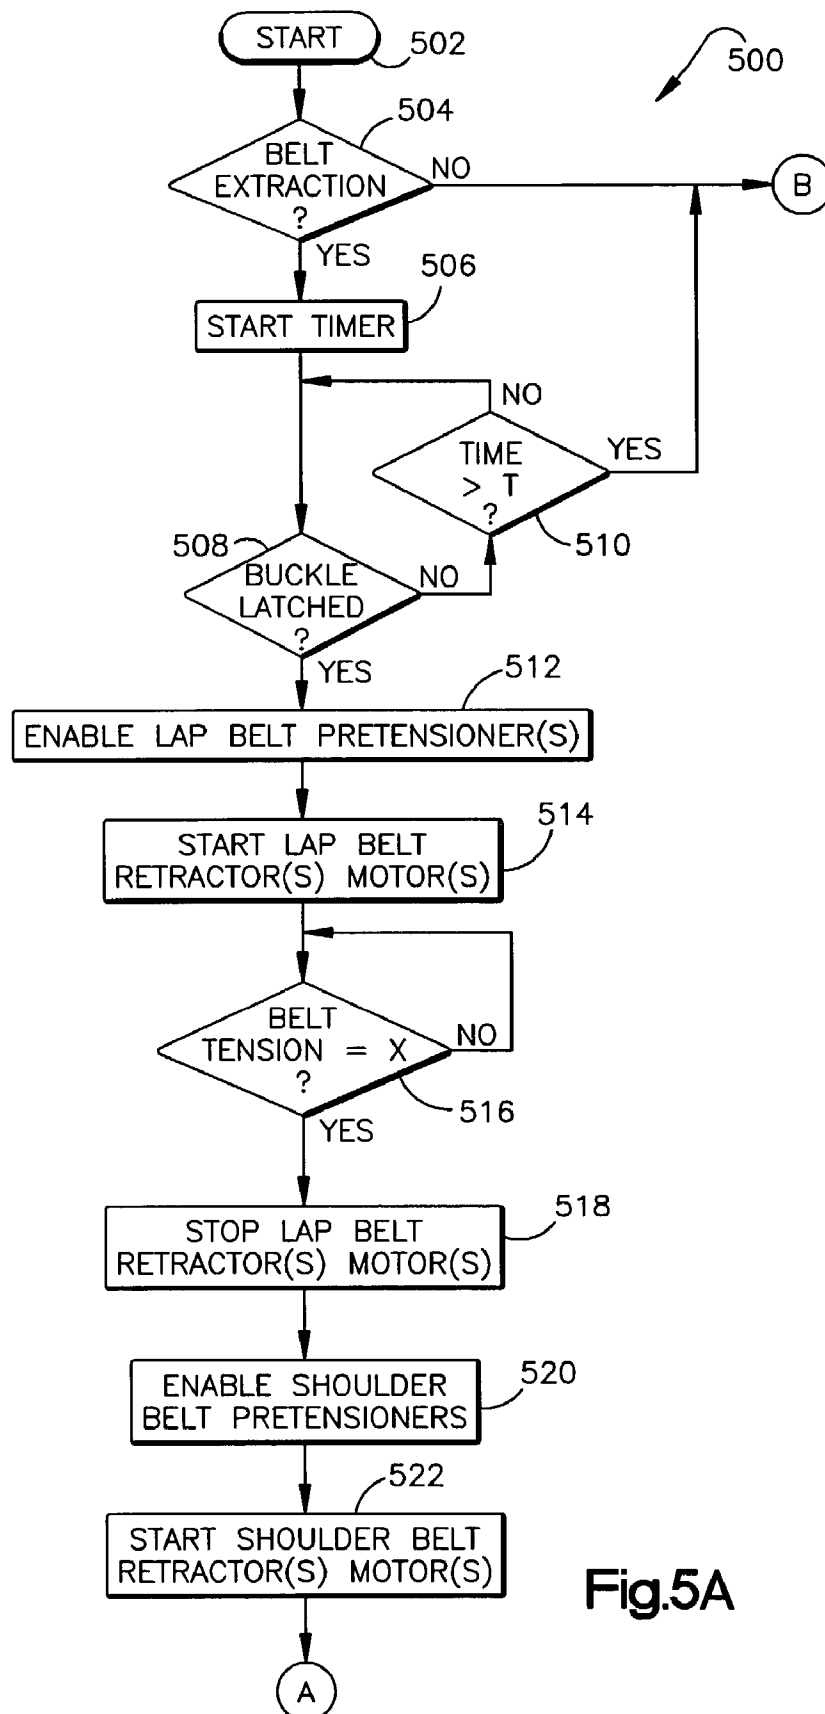 START
502
500
504
BELT
EXTRACTION
?
NO
B
YES
506
START TIMER
NO
TIME
> T
?
YES
510
508
BUCKLE
LATCHED
?
NO
YES
512
ENABLE LAP BELT PRETENSIONER(S)
514
START LAP BELT
RETRACTOR(S) MOTOR(S)
BELT
TENSION = X
?
NO
516
YES
518
STOP LAP BELT
RETRACTOR(S) MOTOR(S)
520
ENABLE SHOULDER
BELT PRETENSIONERS
522
START SHOULDER BELT
RETRACTOR(S) MOTOR(S)
Fig.5A
A